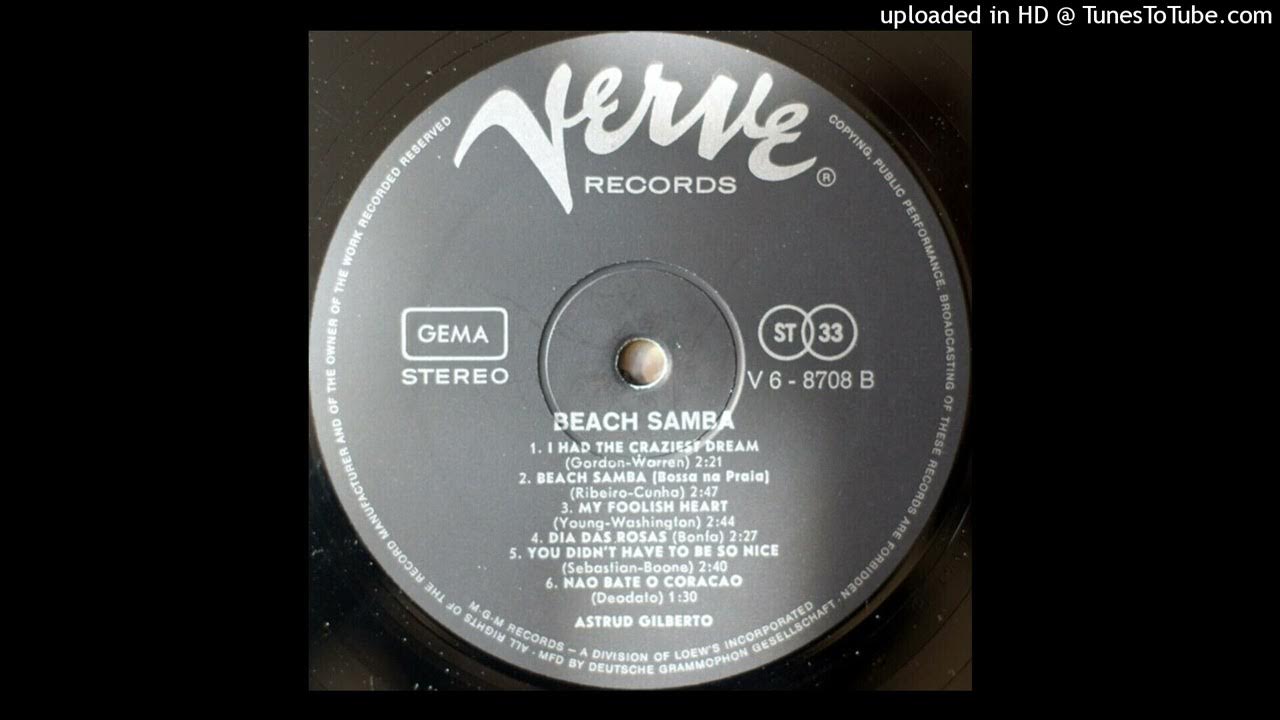 uploaded in HD @ TunesToTube.com
Verve
RECORDS
®
ALL RIGHTS OF THE RECORD MANUFACTURER AND OF THE OWNER OF THE WORK RECORDED RESERVED
COPYING, PUBLIC PERFORMANCE, BROADCASTING OF THESE RECORDS ARE FORBIDDEN
GEMA
STEREO
ST 33
V 6 - 8708 B
BEACH SAMBA
1. I HAD THE CRAZIEST DREAM
(Gordon-Warren) 2:21
2. BEACH SAMBA (Bossa na Praia)
(Ribeiro-Cunha) 2:47
3. MY FOOLISH HEART
(Young-Washington) 2:44
4. DIA DAS ROSAS (Bonfa) 2:27
5. YOU DIDN'T HAVE TO BE SO NICE
(Sebastian-Boone) 2:40
6. NAO BATE O CORACAO
(Deodato) 1:30
ASTRUD GILBERTO
M-G-M RECORDS – A DIVISION OF LOEW'S INCORPORATED
MFD BY DEUTSCHE GRAMMOPHON GESELLSCHAFT